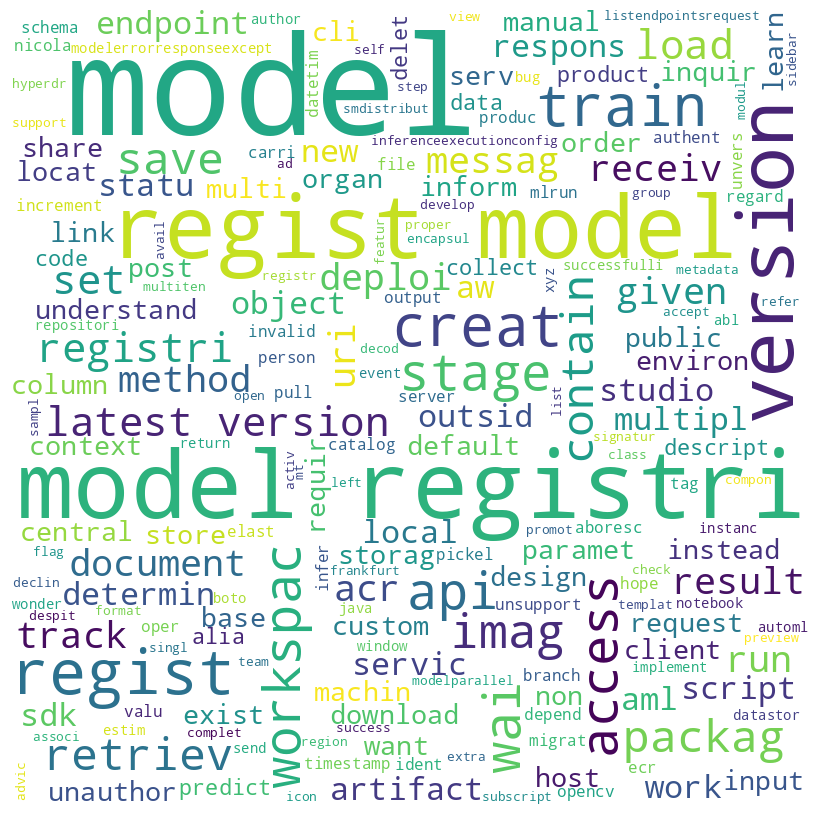 schema
endpoint
author
view
listendpointsrequest
nicola
modelerrorresponseexcept
cli
delet
manual
load
self
respons
learn
sidebar
model
datetim
hyperdr
step
serv
bug
product
inquir
data
smdistribut
produc
train
modul
support
share
save
carri
ad
new
inferenceexecutionconfig
messag
order
authent
version
locat
statu
multi
file
organ
inform
mlrun
receiv
unvers
group
regard
increment
develop
link
avail
regist model
featur
proper
encapsul
code
post
set
multiten
registr
deploi
collect
successfulli
metadata
xyz
given
understand
object
output
aw
contain
refer
repositori
invalid
uri
creat
accept
abl
public
registri
method
person
decod
event
server
stage
environ
column
open
pull
list
studio
sampl
latest version
outsid
multipl
context
return
requir
catalog
default
signatur
descript
class
activ
mt
left
model registri
tag
compon
central
store
elast
local
promot
aboresc
instanc
flag
document
workspac
infer
frankfurt
storag
pickel
paramet
instead
declin
determin
boto
java
acr
api
design
hope
check
result
wonder
format
base
unsupport
access
templat
notebook
despit
track
oper
alia
custom
imag
request
automl
singl
window
client
preview
regist
team
servic
branch
implement
run
machin
modelparallel
wai
non
aml
script
sdk
valu
exist
download
depend
datastor
associ
estim
complet
success
retriev
send
region
want
migrat
packag
timestamp
ident
extra
host
ecr
advic
unauthor
predict
icon
artifact
subscript
opencv
work
input